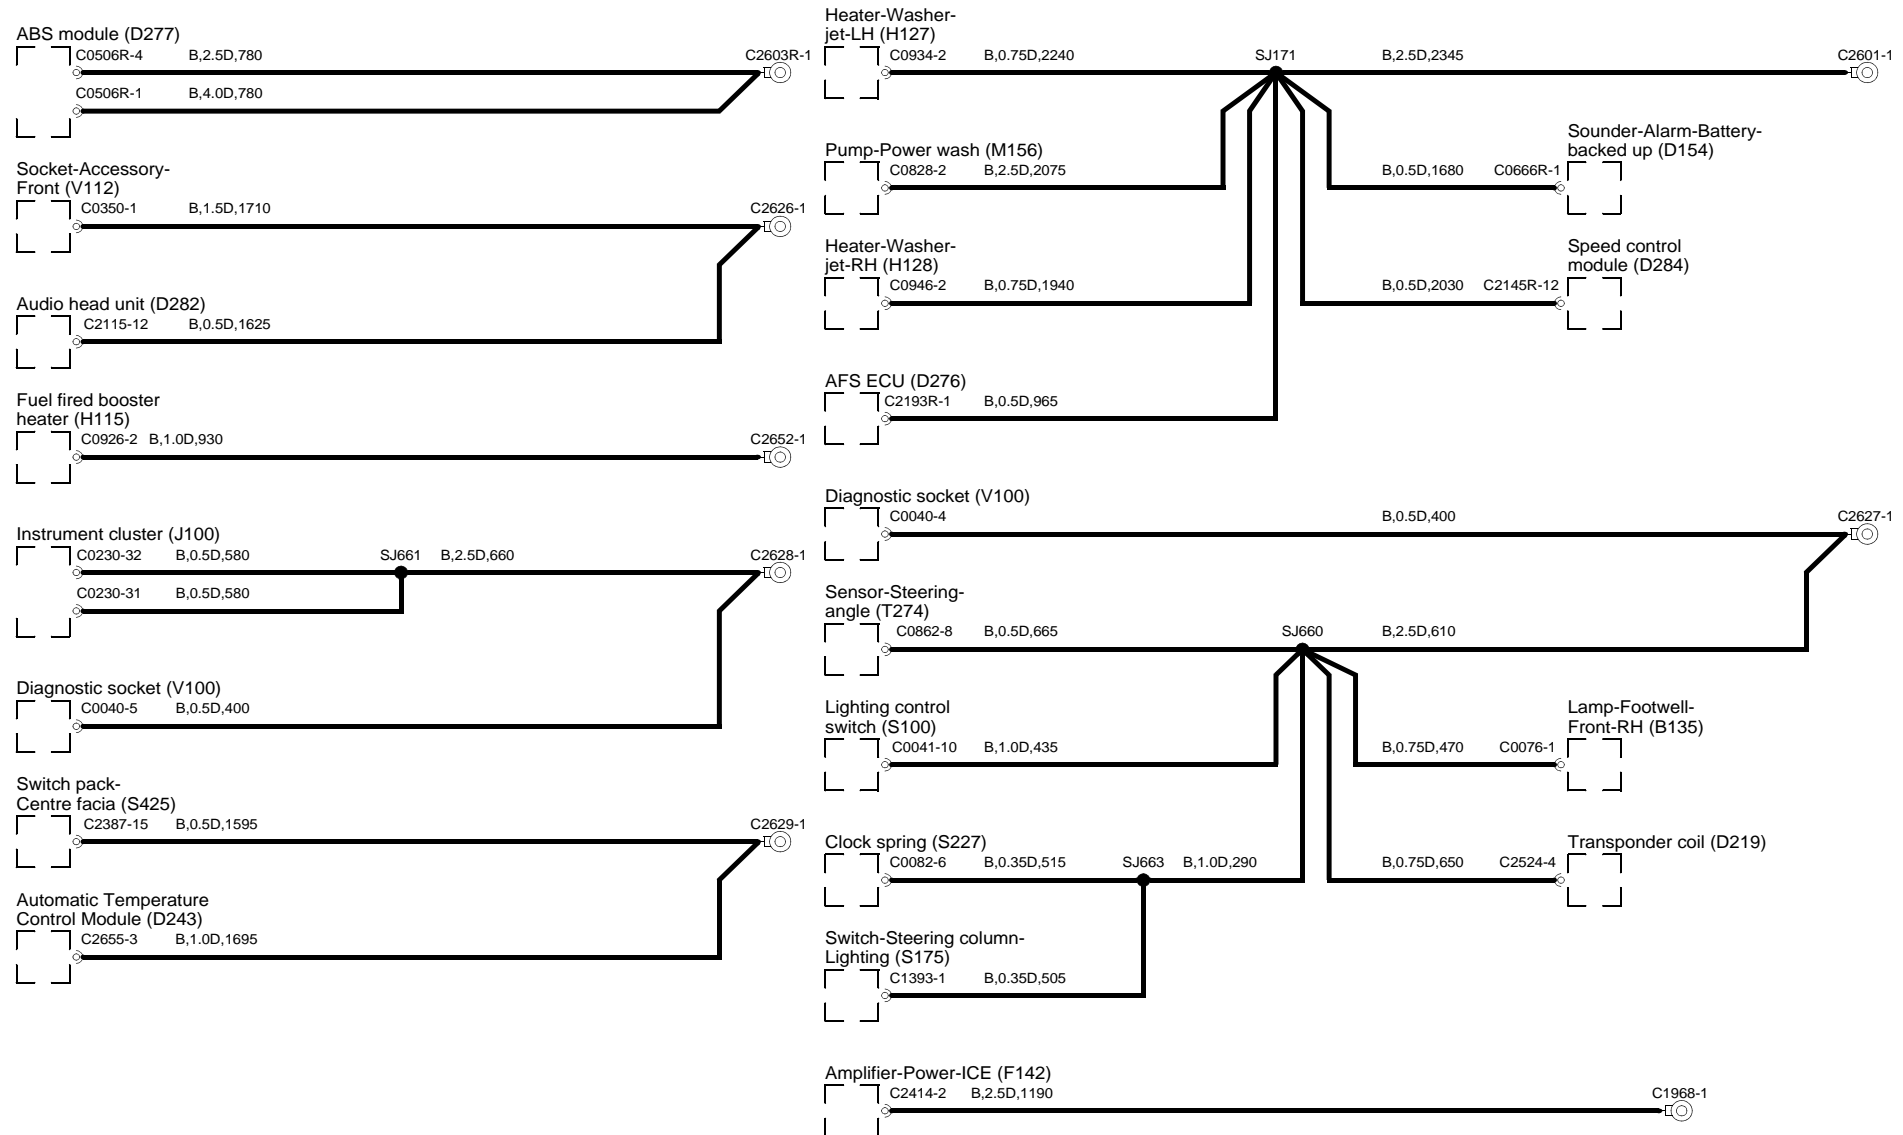 ABS module (D277)
C0506R-4 B,2.5D,780 C2603R-1
C0506R-1 B,4.0D,780
Socket-Accessory-
Front (V112)
C0350-1 B,1.5D,1710 C2626-1
Audio head unit (D282)
C2115-12 B,0.5D,1625
Fuel fired booster
heater (H115)
C0926-2 B,1.0D,930 C2652-1
Instrument cluster (J100)
C0230-32 B,0.5D,580 SJ661 B,2.5D,660 C2628-1
C0230-31 B,0.5D,580
Diagnostic socket (V100)
C0040-5 B,0.5D,400
Switch pack-
Centre facia (S425)
C2387-15 B,0.5D,1595 C2629-1
Automatic Temperature
Control Module (D243)
C2655-3 B,1.0D,1695
Heater-Washer-
jet-LH (H127)
C0934-2 B,0.75D,2240 SJ171 B,2.5D,2345 C2601-1
Pump-Power wash (M156)
C0828-2 B,2.5D,2075
Sounder-Alarm-Battery-
backed up (D154)
B,0.5D,1680 C0666R-1
Heater-Washer-
jet-RH (H128)
C0946-2 B,0.75D,1940
Speed control
module (D284)
B,0.5D,2030 C2145R-12
AFS ECU (D276)
C2193R-1 B,0.5D,965
Diagnostic socket (V100)
C0040-4 B,0.5D,400 C2627-1
Sensor-Steering-
angle (T274)
C0862-8 B,0.5D,665 SJ660 B,2.5D,610
Lighting control
switch (S100)
C0041-10 B,1.0D,435
Lamp-Footwell-
Front-RH (B135)
B,0.75D,470 C0076-1
Clock spring (S227)
C0082-6 B,0.35D,515 SJ663 B,1.0D,290
Transponder coil (D219)
B,0.75D,650 C2524-4
Switch-Steering column-
Lighting (S175)
C1393-1 B,0.35D,505
Amplifier-Power-ICE (F142)
C2414-2 B,2.5D,1190 C1968-1